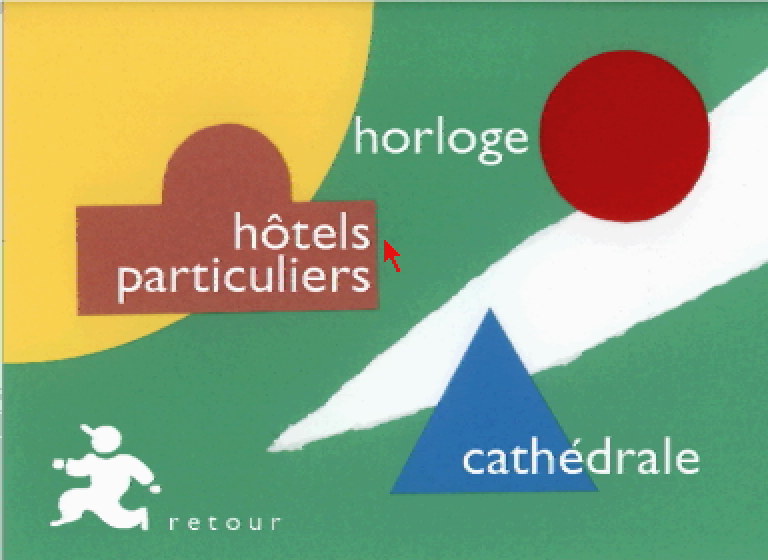 horloge
hôtels
particuliers
cathédrale
retour